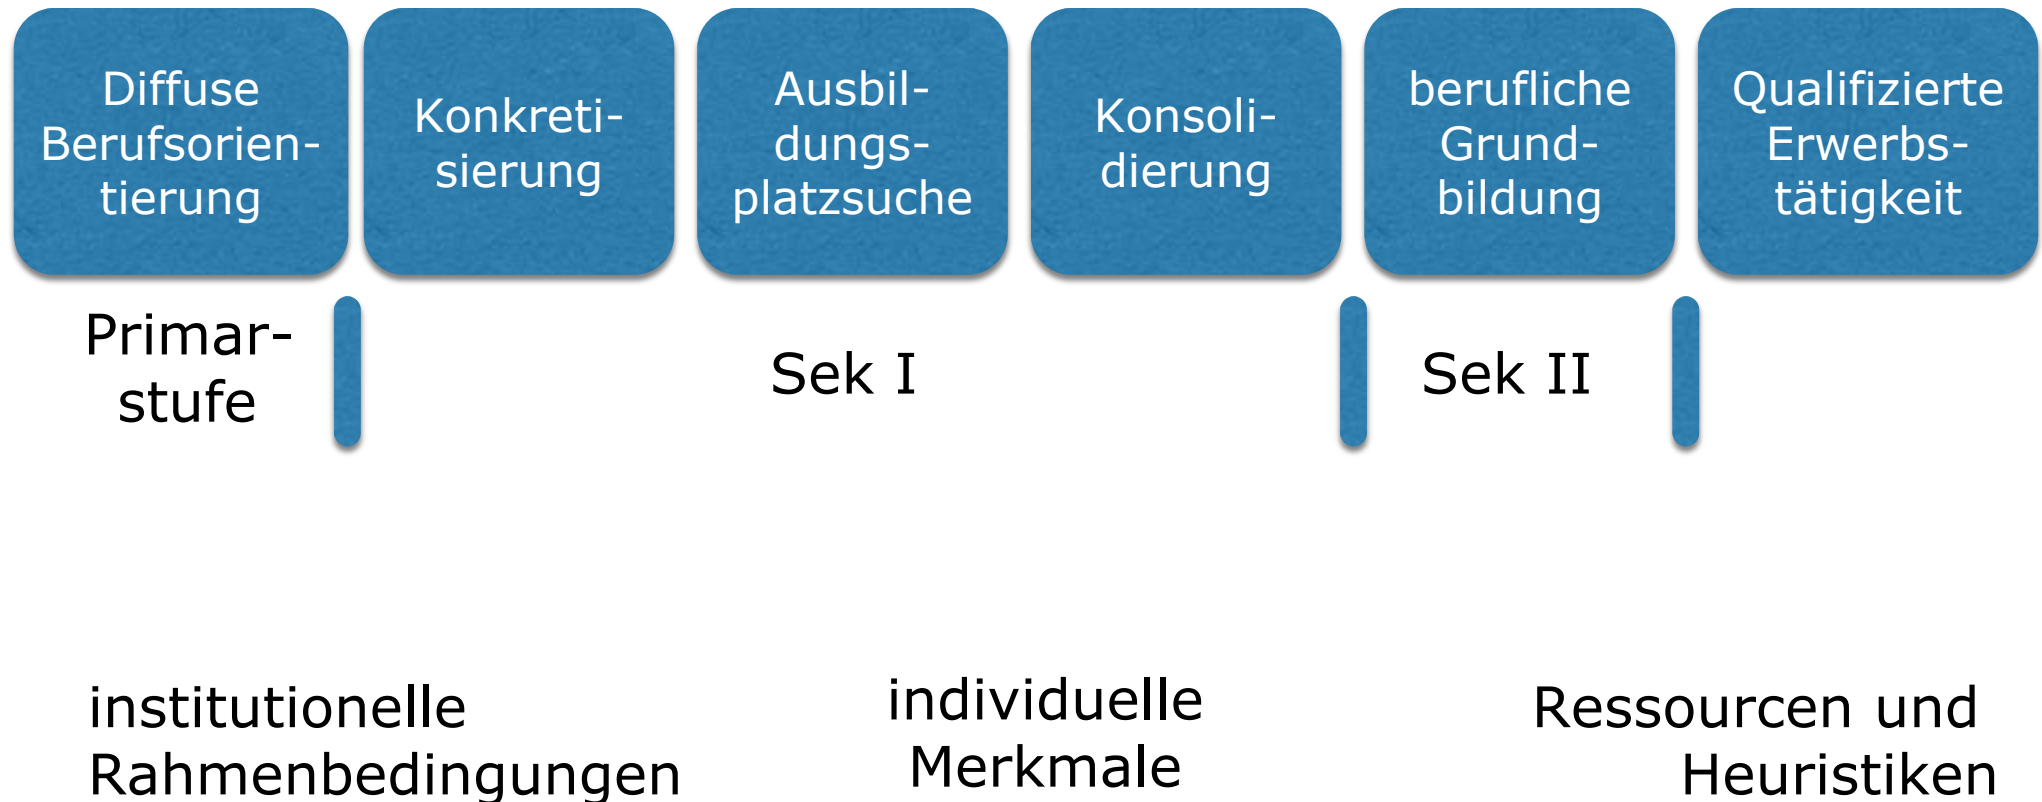 Diffuse
Berufsorien-
tierung
Konkreti-
sierung
Ausbil-
dungs-
platzsuche
Konsoli-
dierung
berufliche
Grund-
bildung
Qualifizierte
Erwerbs-
tätigkeit
Primar-
stufe
Sek I
Sek II
institutionelle
Rahmenbedingungen
individuelle
Merkmale
Ressourcen und
Heuristiken